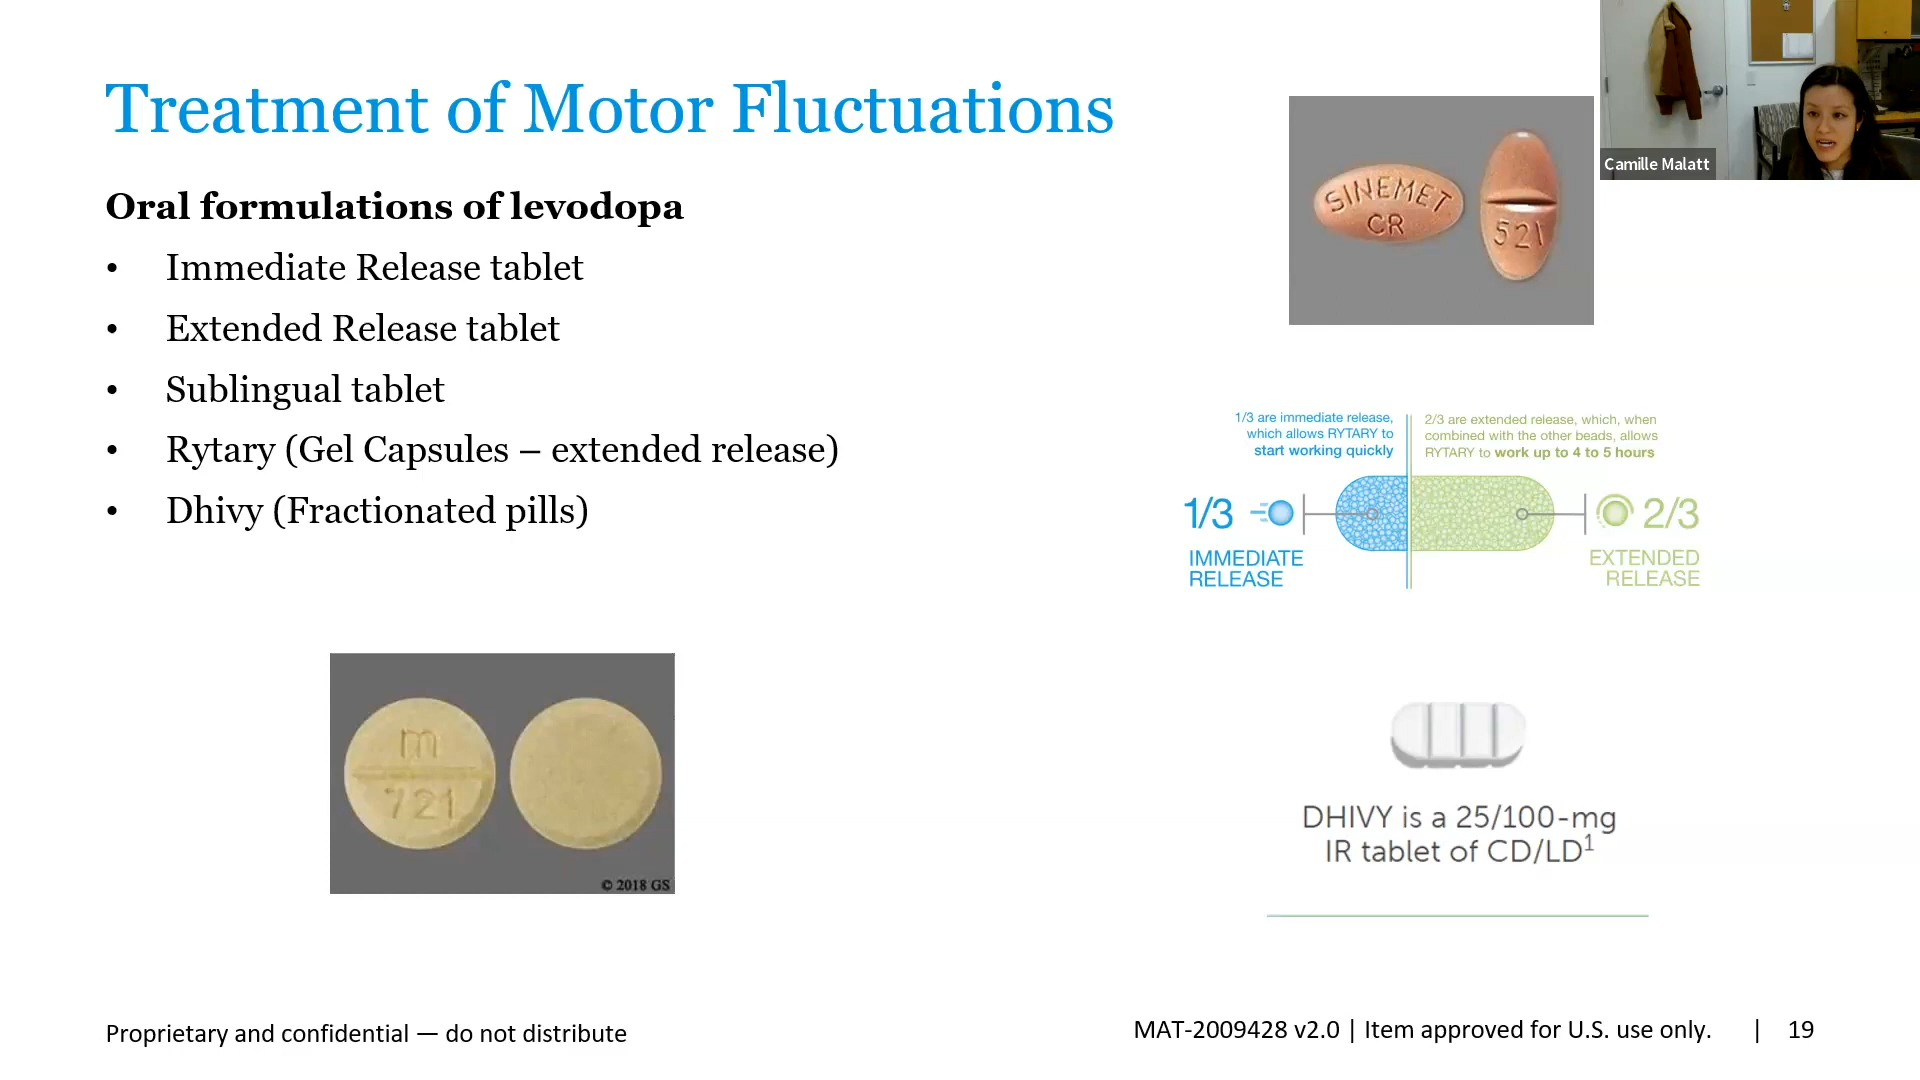 Treatment of Motor Fluctuations
Camille Malatt
Oral formulations of levodopa
• Immediate Release tablet
• Extended Release tablet
• Sublingual tablet
• Rytary (Gel Capsules – extended release)
• Dhivy (Fractionated pills)
SINEMET
CR
521
1/3 are immediate release,
which allows RYTARY to
start working quickly
2/3 are extended release, which, when
combined with the other beads, allows
RYTARY to work up to 4 to 5 hours
1/3
IMMEDIATE
RELEASE
2/3
EXTENDED
RELEASE
m
721
© 2018 GS
DHIVY is a 25/100-mg
IR tablet of CD/LD¹
Proprietary and confidential — do not distribute
MAT-2009428 v2.0 | Item approved for U.S. use only. | 19